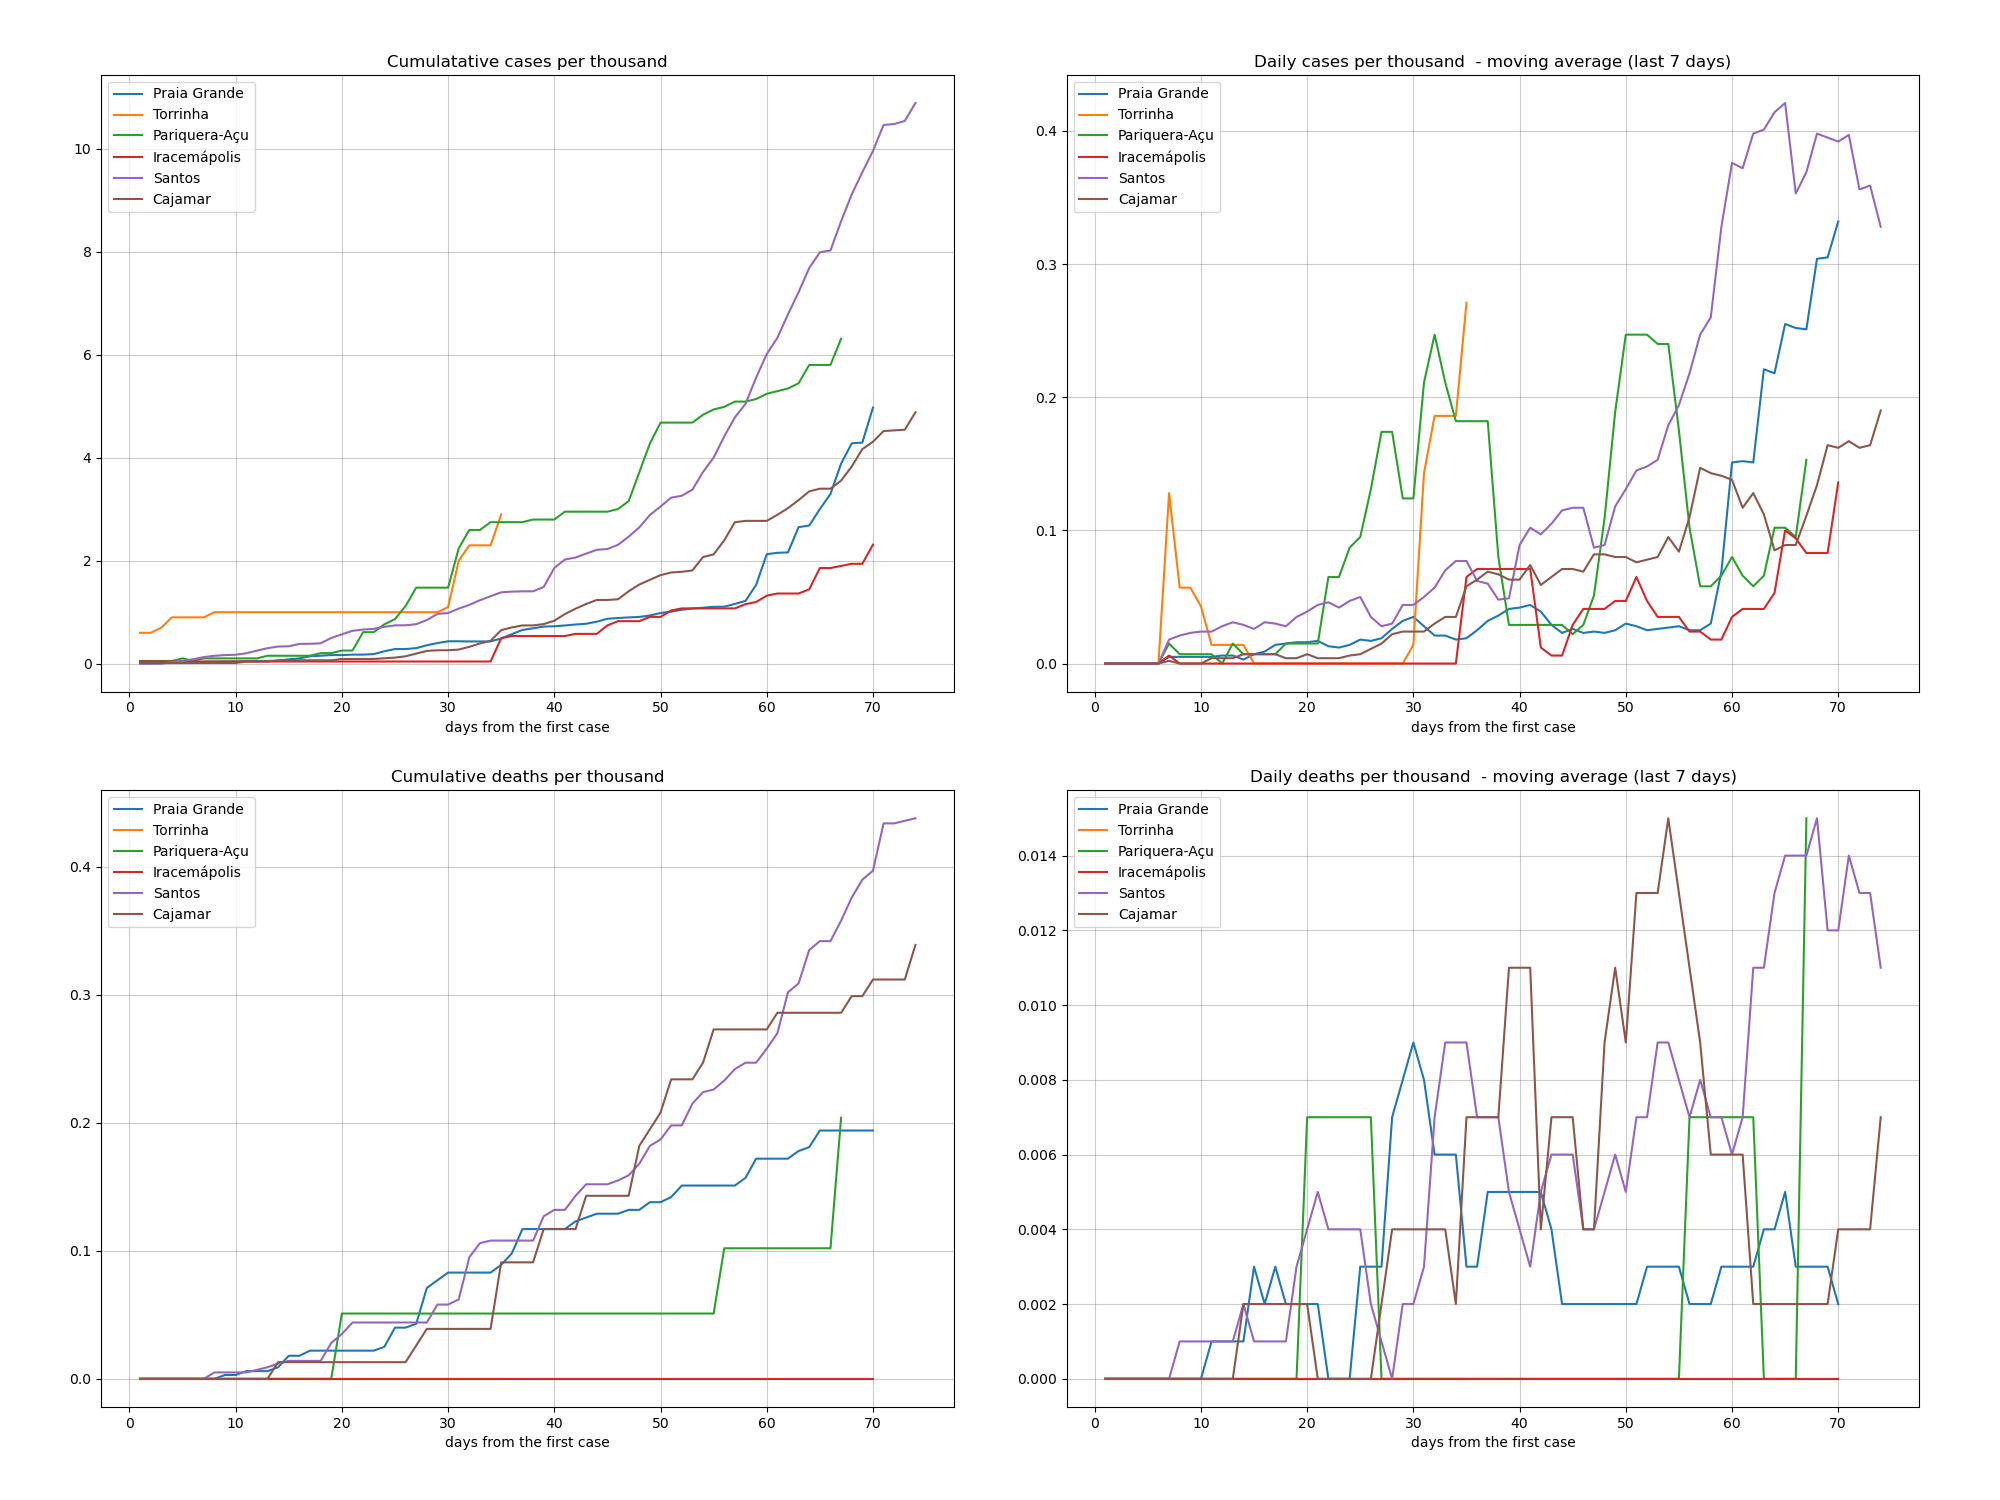 Cumulatative cases per thousand
Praia Grande
Torrinha
Pariquera-Açu
Iracemápolis
Santos
Cajamar
10
8
6
4
2
0
0 10 20 30 40 50 60 70
days from the first case
Daily cases per thousand - moving average (last 7 days)
Praia Grande
Torrinha
Pariquera-Açu
Iracemápolis
Santos
Cajamar
0.4
0.3
0.2
0.1
0.0
0 10 20 30 40 50 60 70
days from the first case
Cumulative deaths per thousand
Praia Grande
Torrinha
Pariquera-Açu
Iracemápolis
Santos
Cajamar
0.4
0.3
0.2
0.1
0.0
0 10 20 30 40 50 60 70
days from the first case
Daily deaths per thousand - moving average (last 7 days)
Praia Grande
Torrinha
Pariquera-Açu
Iracemápolis
Santos
Cajamar
0.014
0.012
0.010
0.008
0.006
0.004
0.002
0.000
0 10 20 30 40 50 60 70
days from the first case